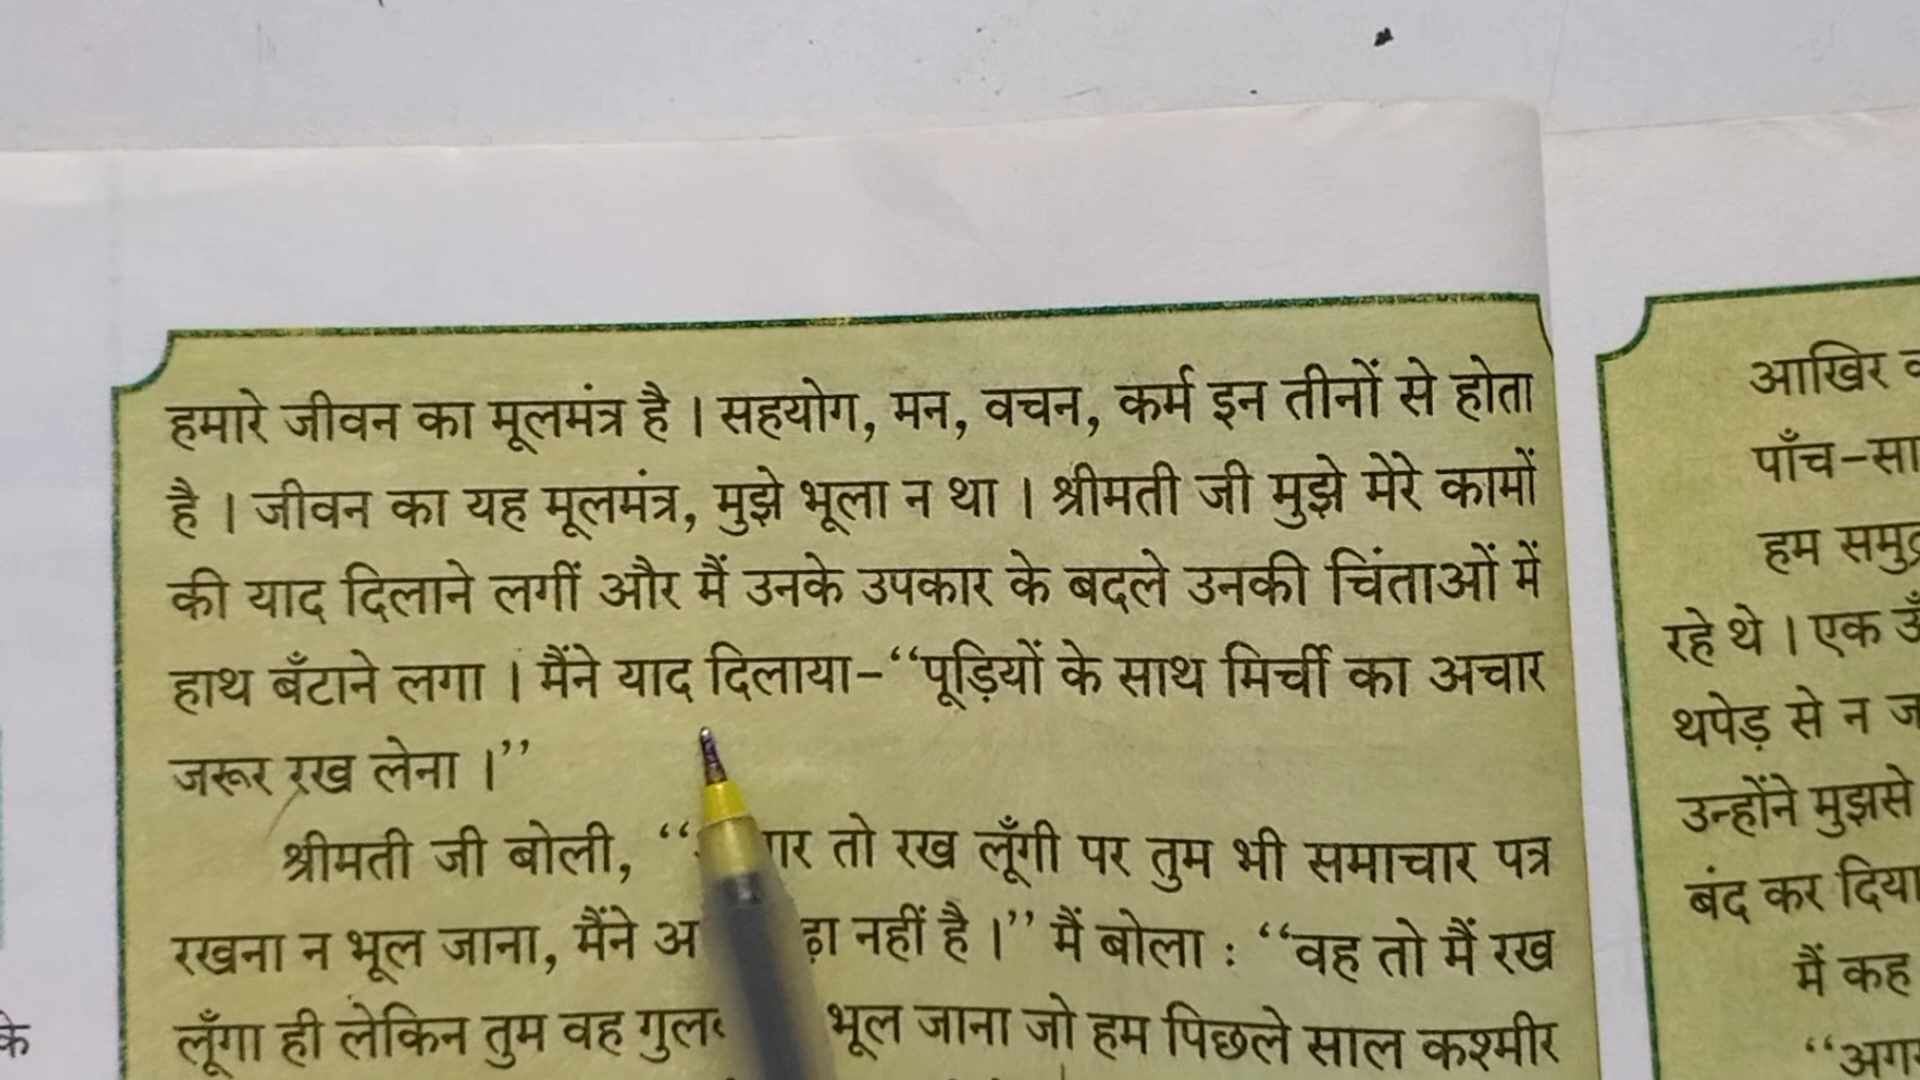 हमारे जीवन का मूलमंत्र है । सहयोग, मन, वचन, कर्म इन तीनों से होता
है । जीवन का यह मूलमंत्र, मुझे भूला न था । श्रीमती जी मुझे मेरे कामों
की याद दिलाने लगीं और मैं उनके उपकार के बदले उनकी चिंताओं में
हाथ बँटाने लगा । मैंने याद दिलाया-‘‘पूड़ियों के साथ मिर्ची का अचार
जरूर रख लेना ।’’
श्रीमती जी बोली, ‘‘ तो रख लूँगी पर तुम भी समाचार पत्र
रखना न भूल जाना, मैंने नहीं है ।’’ मैं बोला : ‘‘वह तो मैं रख
लूँगा ही लेकिन तुम वह भूल जाना जो हम पिछले साल कश्मीर
के
आखिर
पाँच-सा
हम समुद्र
रहे थे । एक
थपेड़ से न
उन्होंने मुझसे
बंद कर दिया
मैं कह
‘‘अगर